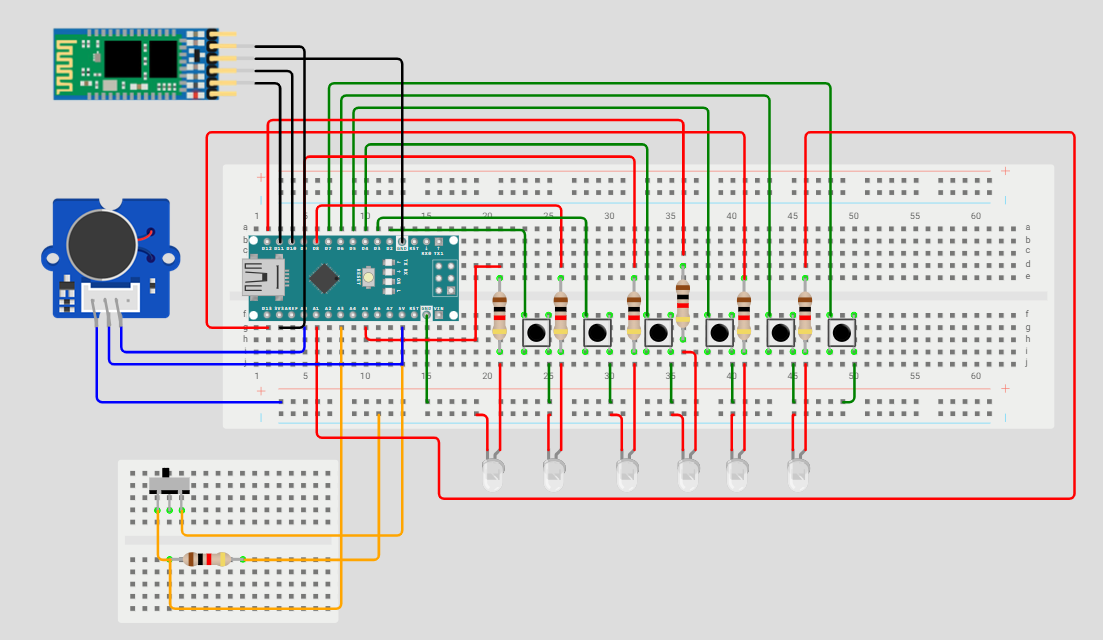 1 5 10 15 20 25 30 35 40 45 50 55 60
a a
b b
c c
d d
e e
D12 D11 D10 D9 D8 D7 D6 D5 D4 D3 D2 GND RST RX0 TX1
RESET
TX RX ON L
D13 3V3 AREF A0 A1 A2 A3 A4 A5 A6 A7 5V RST GND VIN
f f
g g
h h
i i
j j
1 5 10 15 20 25 30 35 40 45 50 55 60